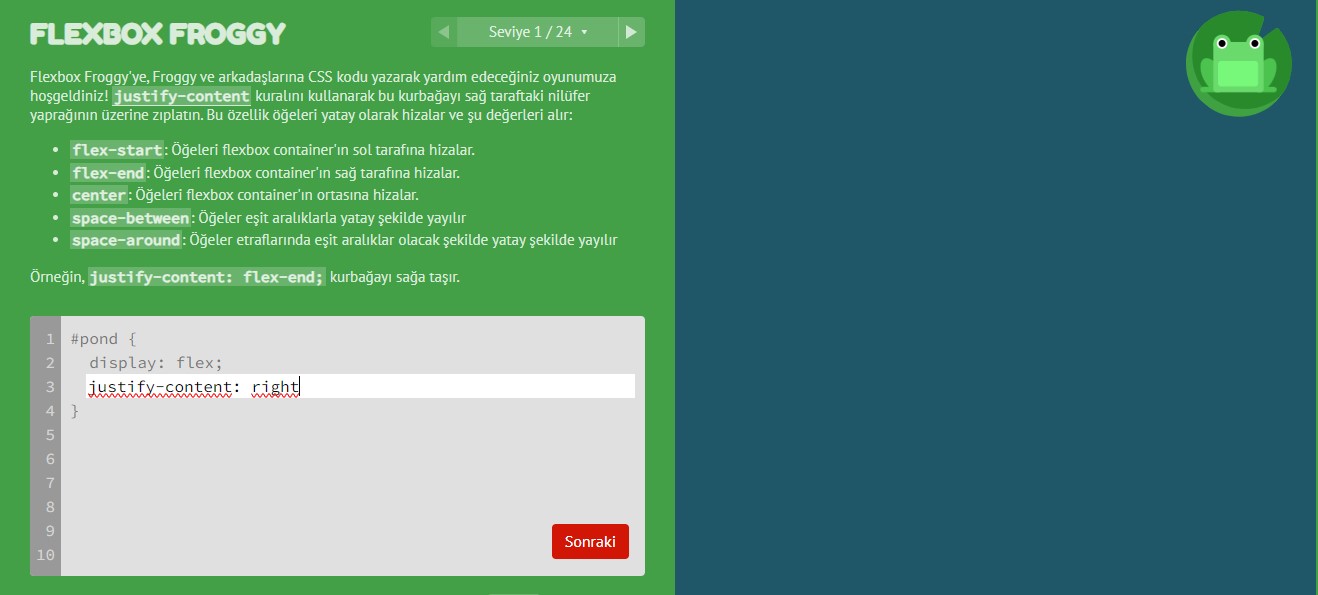 FLEXBOX FROGGY
Seviye 1 / 24
Flexbox Froggy'ye, Froggy ve arkadaşlarına CSS kodu yazarak yardım edeceğiniz oyunumuza
hoşgeldiniz! justify-content kuralını kullanarak bu kurbağayı sağ taraftaki nilüfer
yaprağının üzerine zıplatın. Bu özellik öğeleri yatay olarak hizalar ve şu değerleri alır:
• flex-start: Öğeleri flexbox container'ın sol tarafına hizalar.
• flex-end: Öğeleri flexbox container'ın sağ tarafına hizalar.
• center: Öğeleri flexbox container'ın ortasına hizalar.
• space-between: Öğeler eşit aralıklarla yatay şekilde yayılır
• space-around: Öğeler etraflarında eşit aralıklar olacak şekilde yatay şekilde yayılır
Örneğin, justify-content: flex-end; kurbağayı sağa taşır.
1 #pond {
2 display: flex;
3 justify-content: right
4 }
5
6
7
8
9
10
Sonraki